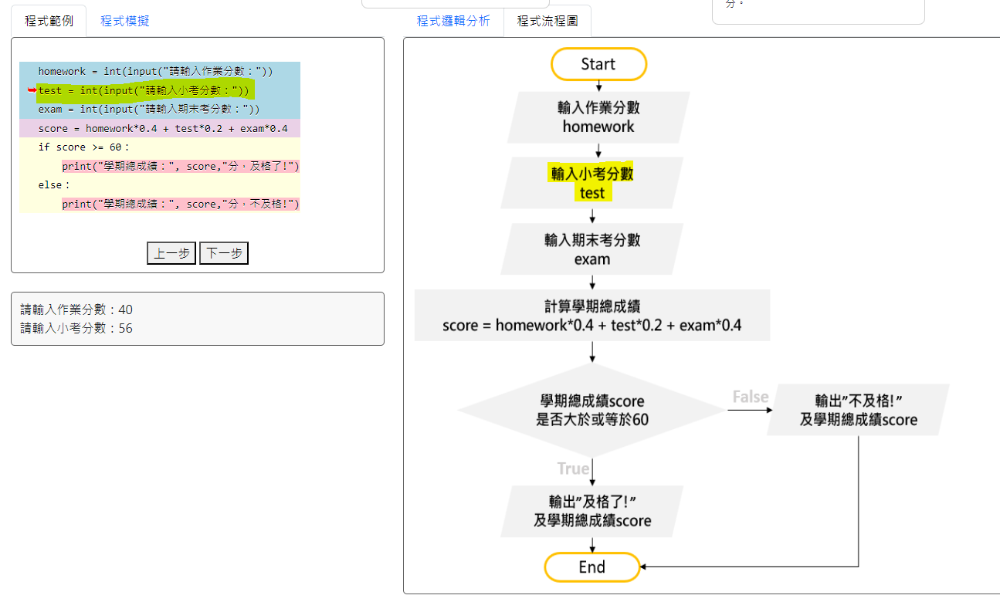 分。
程式範例
程式模擬
homework = int(input("請輸入作業分數："))
test = int(input("請輸入小考分數："))
exam = int(input("請輸入期末考分數："))
score = homework*0.4 + test*0.2 + exam*0.4
if score >= 60：
print("學期總成績：", score,"分，及格了!")
else：
print("學期總成績：", score,"分，不及格!")
上一步
下一步
請輸入作業分數：40
請輸入小考分數：56
程式邏輯分析
程式流程圖
Start
輸入作業分數
homework
輸入小考分數
test
輸入期末考分數
exam
計算學期總成績
score = homework*0.4 + test*0.2 + exam*0.4
學期總成績score
是否大於或等於60
False
輸出”不及格!”
及學期總成績score
True
輸出”及格了!”
及學期總成績score
End